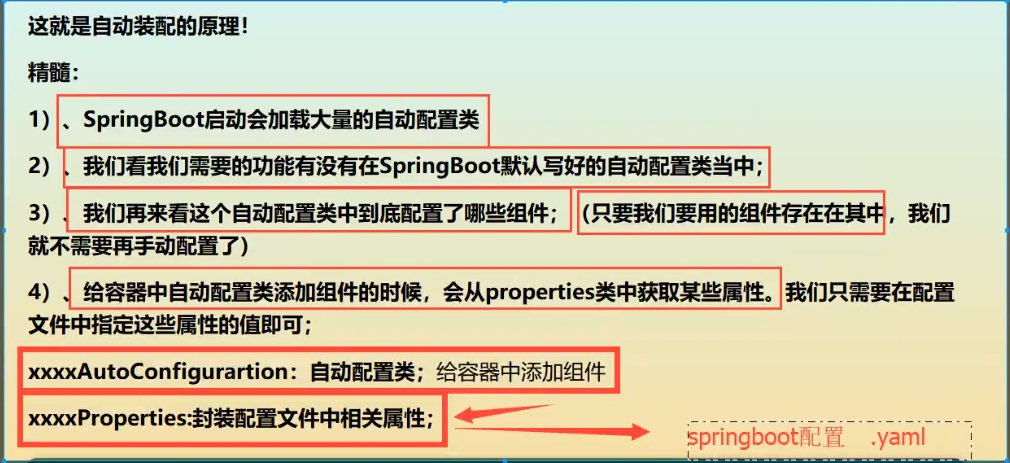 这就是自动装配的原理！
精髓：
1）、SpringBoot启动会加载大量的自动配置类
2）、我们看我们需要的功能有没有在SpringBoot默认写好的自动配置类当中；
3）、我们再来看这个自动配置类中到底配置了哪些组件；（只要我们要用的组件存在在其中，我们
就不需要再手动配置了）
4）、给容器中自动配置类添加组件的时候，会从properties类中获取某些属性。我们只需要在配置
文件中指定这些属性的值即可；
xxxxAutoConfigurartion：自动配置类；给容器中添加组件
xxxxProperties:封装配置文件中相关属性；
springboot配置 .yaml